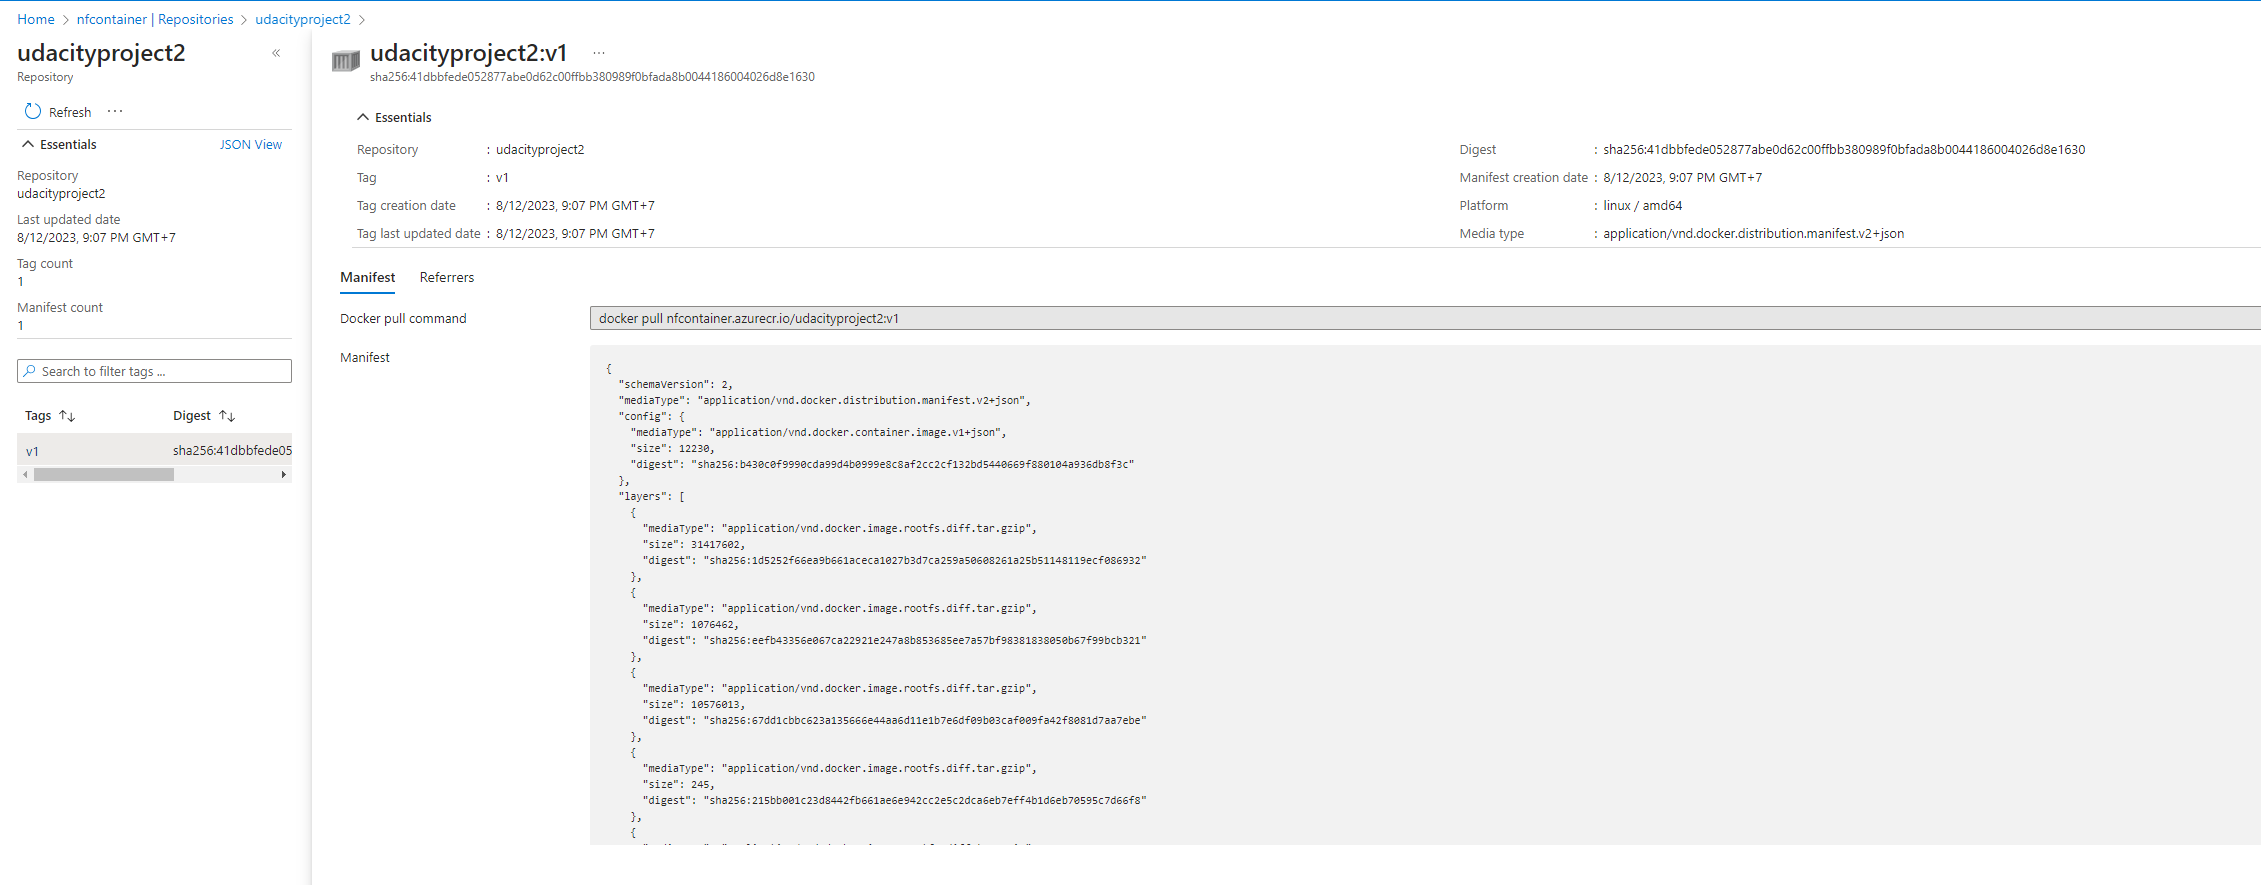 Home > nfcontainer | Repositories > udacityproject2 >
udacityproject2
Repository
Refresh ...
Essentials JSON View
Repository
udacityproject2
Last updated date
8/12/2023, 9:07 PM GMT+7
Tag count
1
Manifest count
1
Search to filter tags ...
Tags Digest
v1 sha256:41dbbfede05
udacityproject2:v1 ...
sha256:41dbbfede052877abe0d62c00ffbb380989f0bfada8b0044186004026d8e1630
Essentials
Repository : udacityproject2
Tag : v1
Tag creation date : 8/12/2023, 9:07 PM GMT+7
Tag last updated date : 8/12/2023, 9:07 PM GMT+7
Digest : sha256:41dbbfede052877abe0d62c00ffbb380989f0bfada8b0044186004026d8e1630
Manifest creation date : 8/12/2023, 9:07 PM GMT+7
Platform : linux / amd64
Media type : application/vnd.docker.distribution.manifest.v2+json
Manifest Referrers
Docker pull command docker pull nfcontainer.azurecr.io/udacityproject2:v1
Manifest
{
"schemaVersion": 2,
"mediaType": "application/vnd.docker.distribution.manifest.v2+json",
"config": {
"mediaType": "application/vnd.docker.container.image.v1+json",
"size": 12230,
"digest": "sha256:b430c0f9990cda99d4b0999e8c8af2cc2cf132bd5440669f880104a936db8f3c"
},
"layers": [
{
"mediaType": "application/vnd.docker.image.rootfs.diff.tar.gzip",
"size": 31417602,
"digest": "sha256:1d5252f66ea9b661aceca1027b3d7ca259a50608261a25b51148119ecf086932"
},
{
"mediaType": "application/vnd.docker.image.rootfs.diff.tar.gzip",
"size": 1076462,
"digest": "sha256:eefb43356e067ca22921e247a8b853685ee7a57bf98381838050b67f99bcb321"
},
{
"mediaType": "application/vnd.docker.image.rootfs.diff.tar.gzip",
"size": 10576013,
"digest": "sha256:67dd1cbbc623a135666e44aa6d11e1b7e6df09b03caf009fa42f8081d7aa7ebe"
},
{
"mediaType": "application/vnd.docker.image.rootfs.diff.tar.gzip",
"size": 245,
"digest": "sha256:215bb001c23d8442fb661ae6e942cc2e5c2dca6eb7eff4b1d6eb70595c7d66f8"
},
{